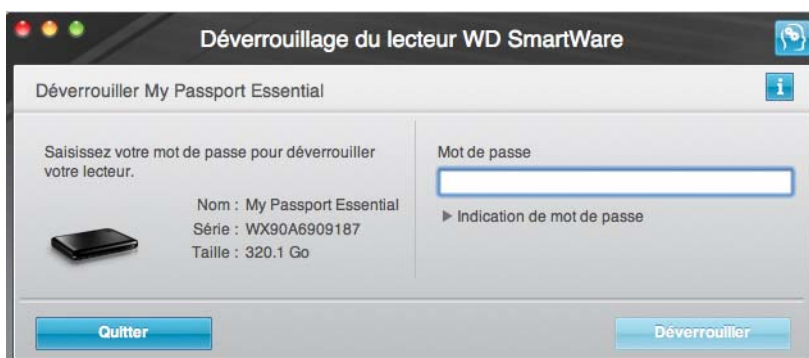 Déverrouillage du lecteur WD SmartWare
Déverrouiller My Passport Essential
i
Saisissez votre mot de passe pour déverrouiller
votre lecteur.
Nom : My Passport Essential
Série : WX90A6909187
Taille : 320.1 Go
Mot de passe
Indication de mot de passe
Quitter
Déverrouiller